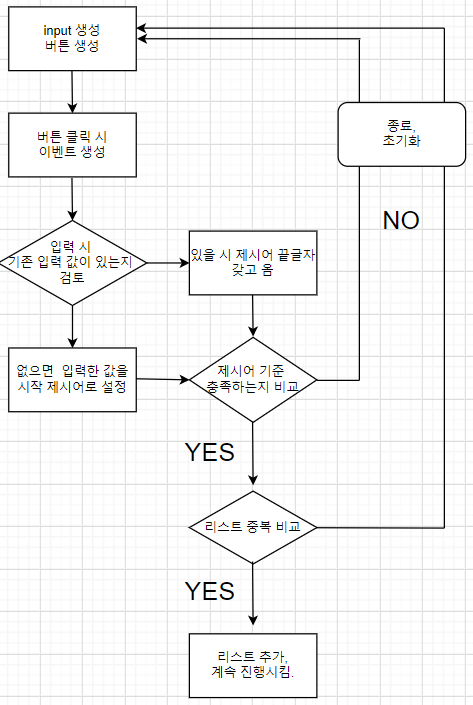 input 생성
버튼 생성
종료,
초기화
버튼 클릭 시
이벤트 생성
NO
입력 시
기존 입력 값이 있는지
검토
있을 시 제시어 끝글자
갖고 옴
없으면 입력한 값을
시작 제시어로 설정
제시어 기준
충족하는지 비교
YES
리스트 중복 비교
YES
리스트 추가,
계속 진행시킴.